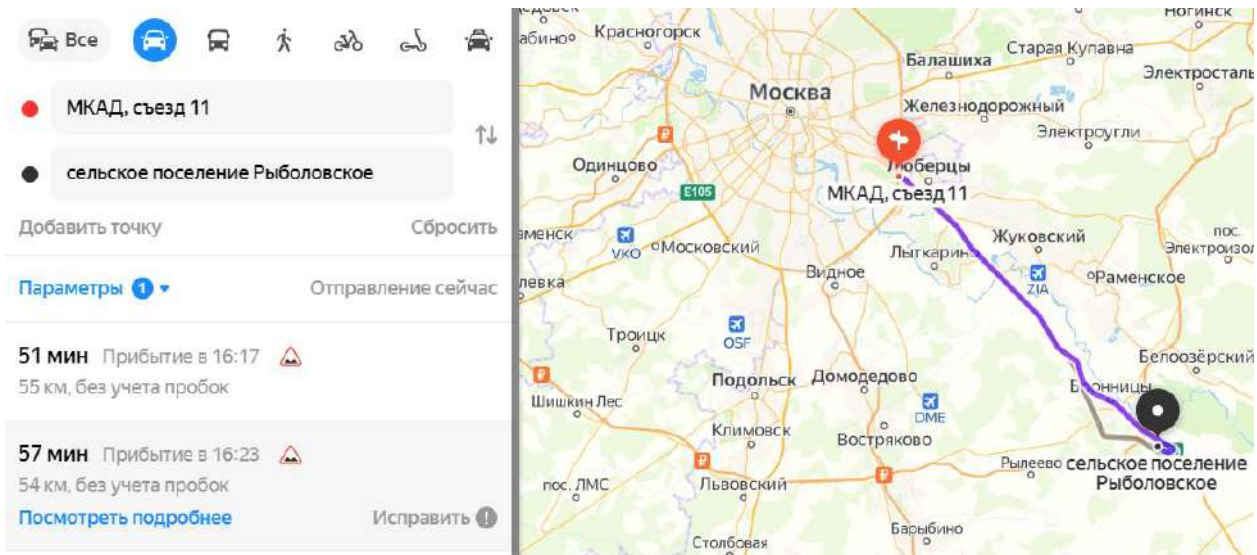 Все
МКАД, съезд 11
сельское поселение Рыболовское
Добавить точку
Сбросить
Параметры 1
Отправление сейчас
51 мин Прибытие в 16:17
55 км, без учета пробок
57 мин Прибытие в 16:23
54 км, без учета пробок
Посмотреть подробнее
Исправить
Красногорск
Балашиха
Старая Купавна
Электросталь
Москва
Железнодорожный
Электроугли
Одинцово
Люберцы
Е105
МКАД, съезд 11
VKO
Московский
Лыткарино
Жуковский
пос.
Электроизол
Видное
ZIA
Раменское
Троицк
OSF
Белоозёрский
Подольск
Домодедово
Бронницы
Шишкин Лес
DME
Климовск
Востряково
Рылеево
сельское поселение
Рыболовское
пос. ЛМС
Львовский
Барыбино
Столбовая